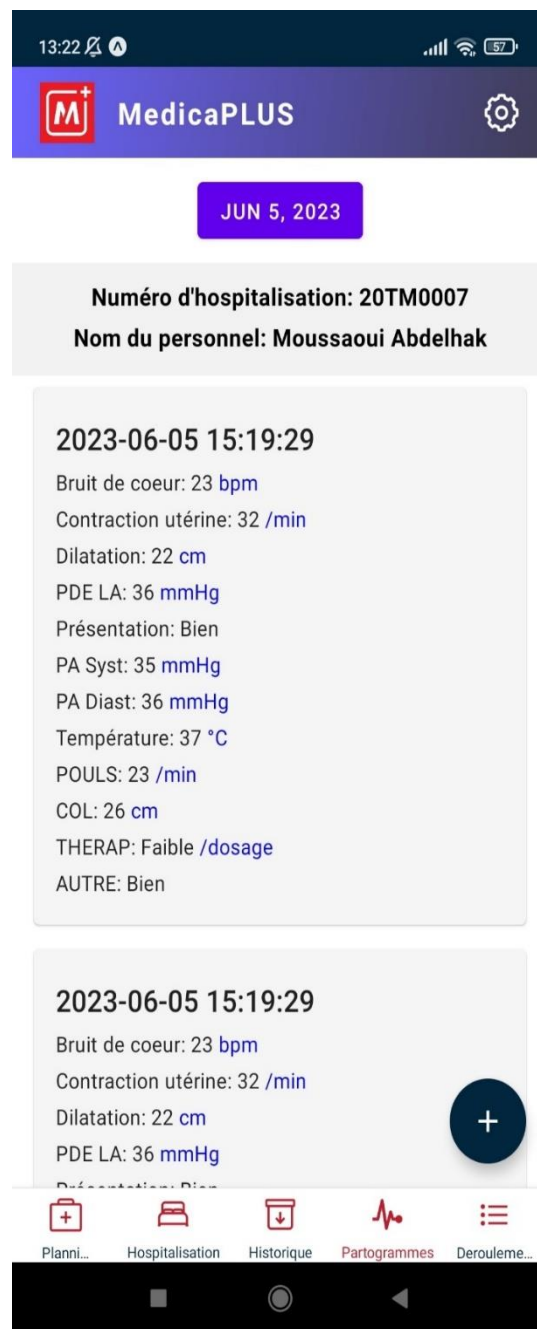 13:22
57
M+
MedicaPLUS
JUN 5, 2023
Numéro d'hospitalisation: 20TM0007
Nom du personnel: Moussaoui Abdelhak
2023-06-05 15:19:29
Bruit de coeur: 23 bpm
Contraction utérine: 32 /min
Dilatation: 22 cm
PDE LA: 36 mmHg
Présentation: Bien
PA Syst: 35 mmHg
PA Diast: 36 mmHg
Température: 37 °C
POULS: 23 /min
COL: 26 cm
THERAP: Faible /dosage
AUTRE: Bien
2023-06-05 15:19:29
Bruit de coeur: 23 bpm
Contraction utérine: 32 /min
Dilatation: 22 cm
PDE LA: 36 mmHg
Présentation: Bien
+
Planni... Hospitalisation Historique Partogrammes Derouleme...